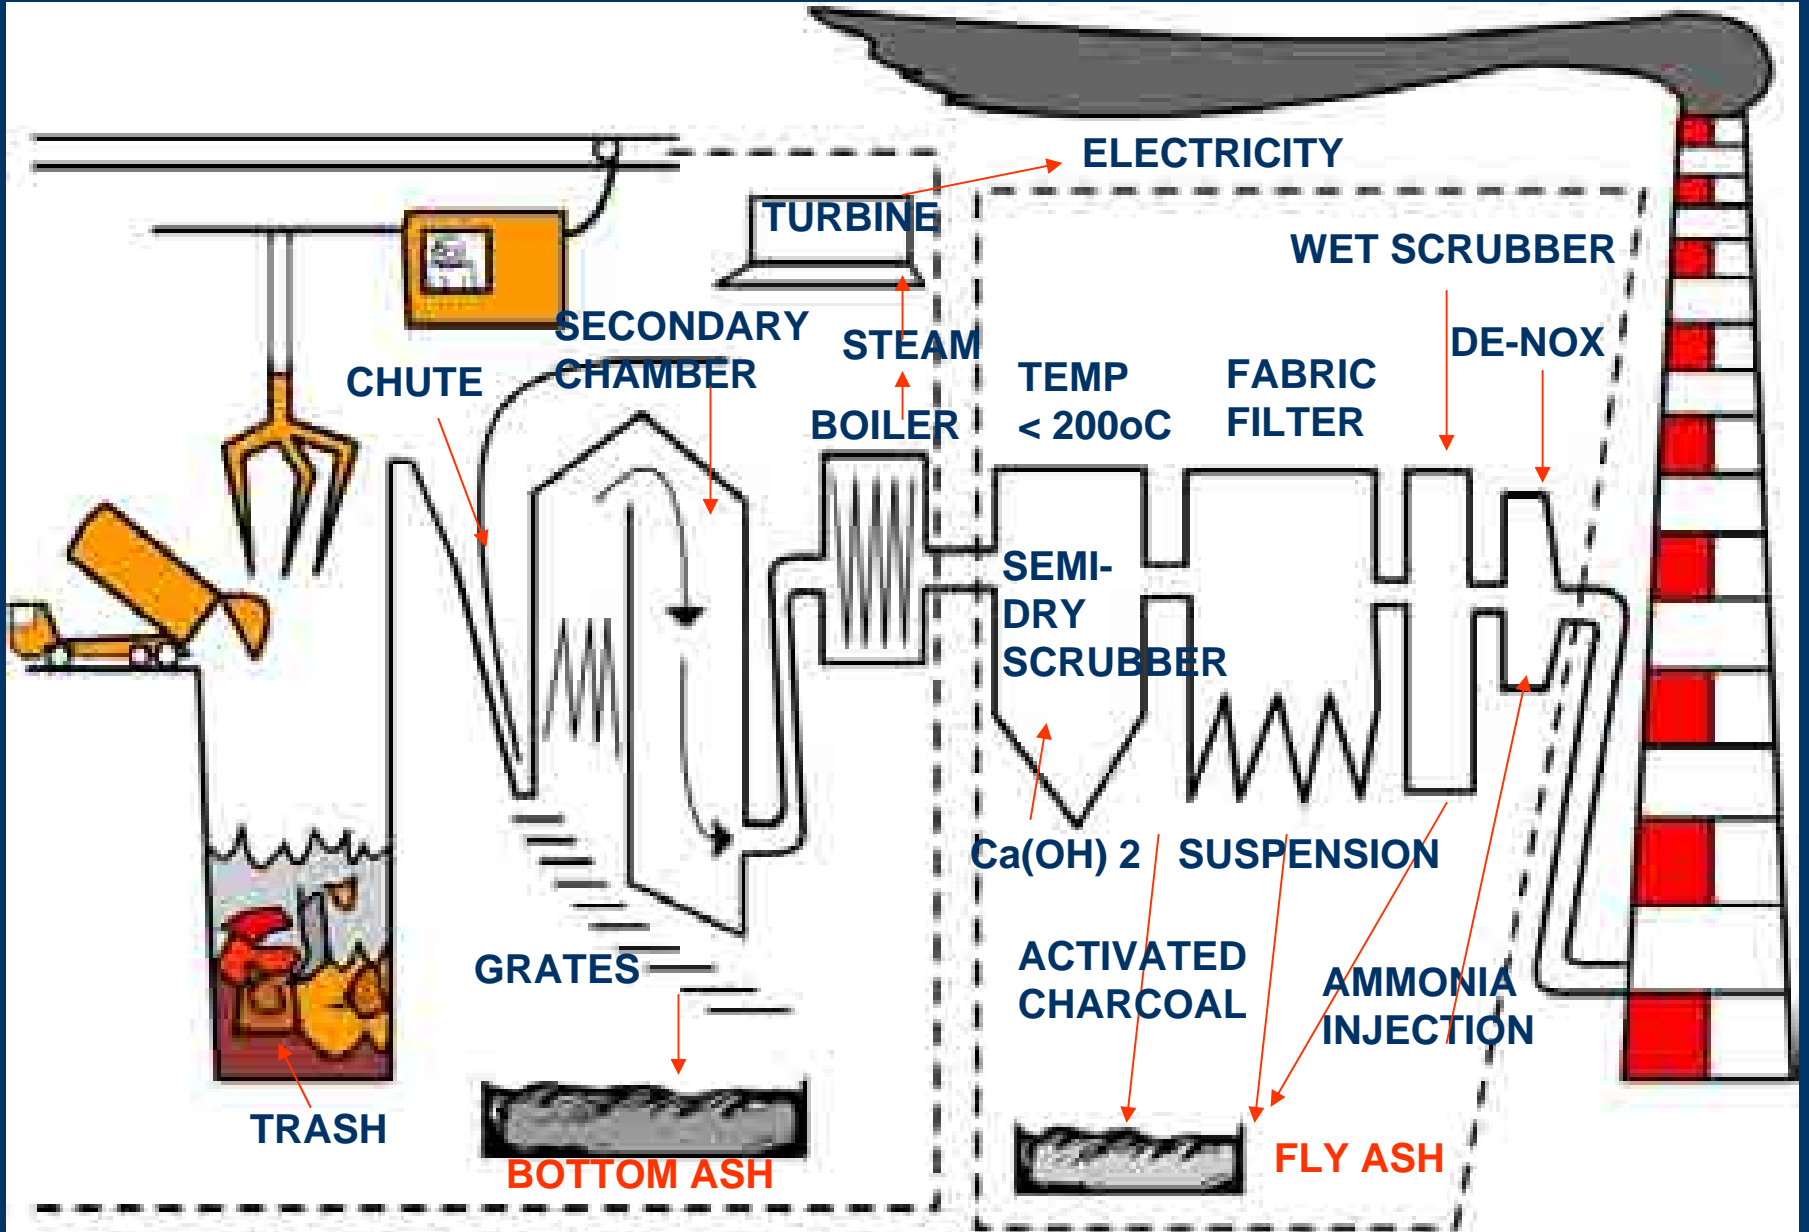 ELECTRICITY
TURBINE
WET SCRUBBER
SECONDARY
CHAMBER
STEAM
DE-NOX
CHUTE
TEMP
< 200oC
FABRIC
FILTER
BOILER
SEMI-
DRY
SCRUBBER
Ca(OH) 2
SUSPENSION
GRATES
ACTIVATED
CHARCOAL
AMMONIA
INJECTION
TRASH
BOTTOM ASH
FLY ASH